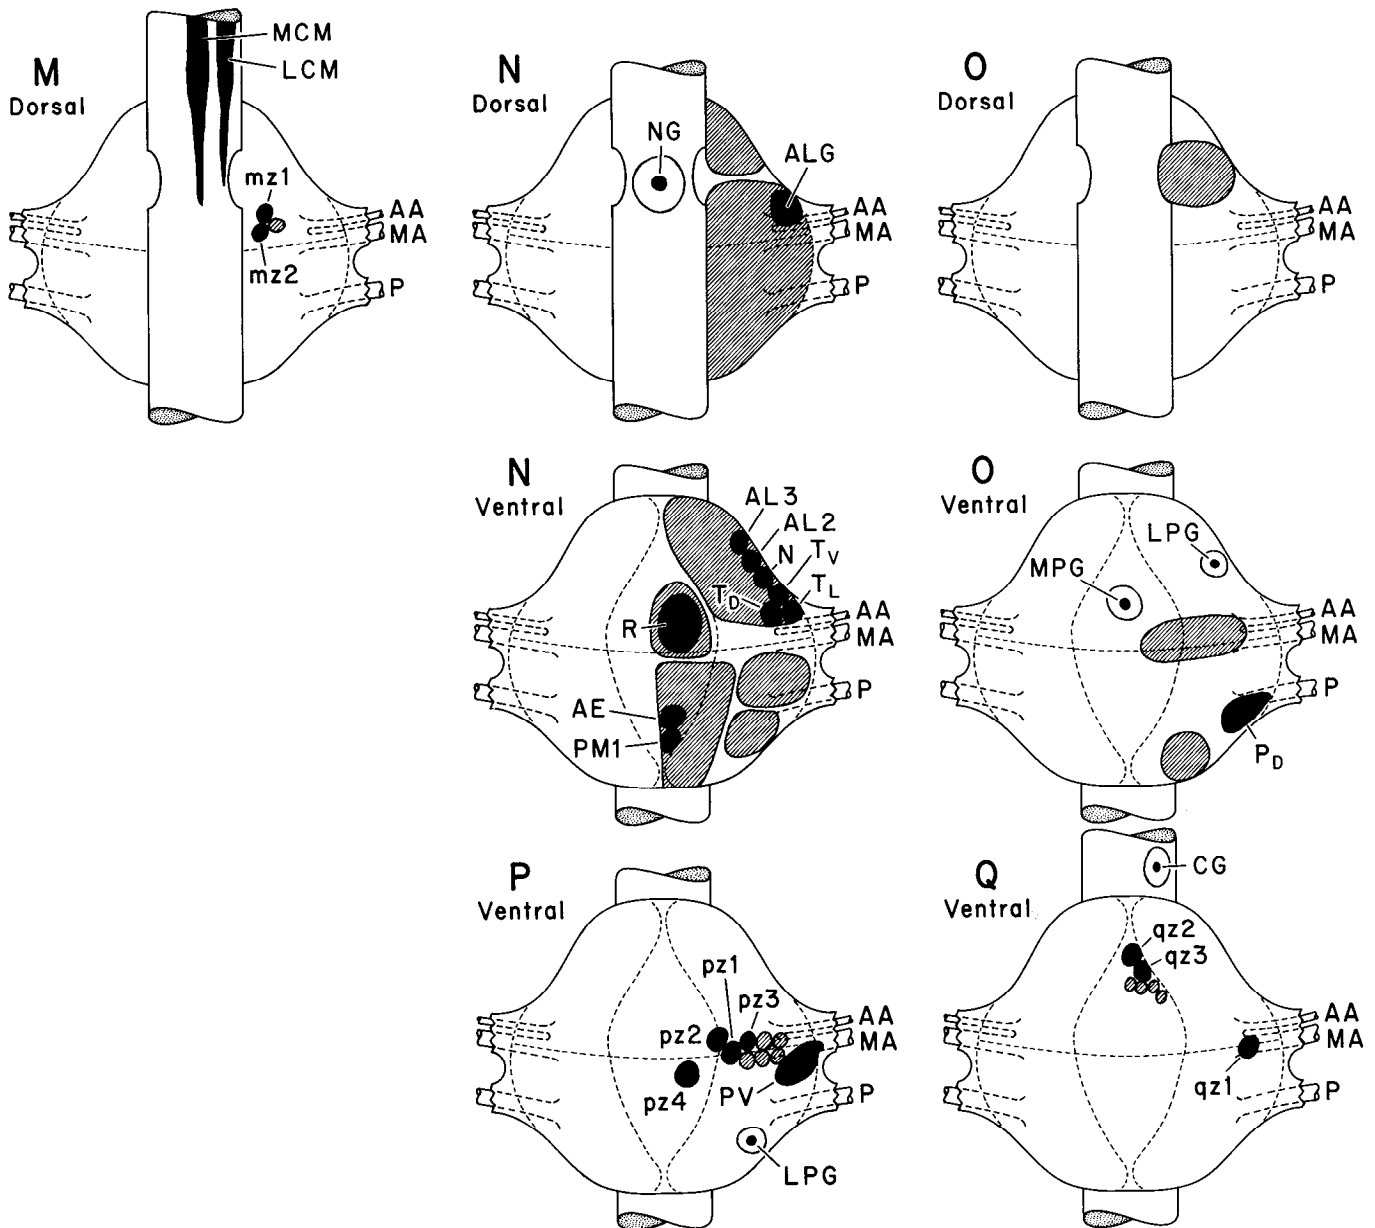 M
Dorsal
MCM
LCM
mz1
mz2
AA
MA
P
N
Dorsal
NG
ALG
AA
MA
P
O
Dorsal
AA
MA
P
N
Ventral
AL3
AL2
N
TV
TL
TD
R
AE
PM1
AA
MA
P
O
Ventral
LPG
MPG
AA
MA
P
PD
P
Ventral
pz1
pz3
pz2
pz4
PV
LPG
AA
MA
P
Q
Ventral
CG
qz2
qz3
qz1
AA
MA
P